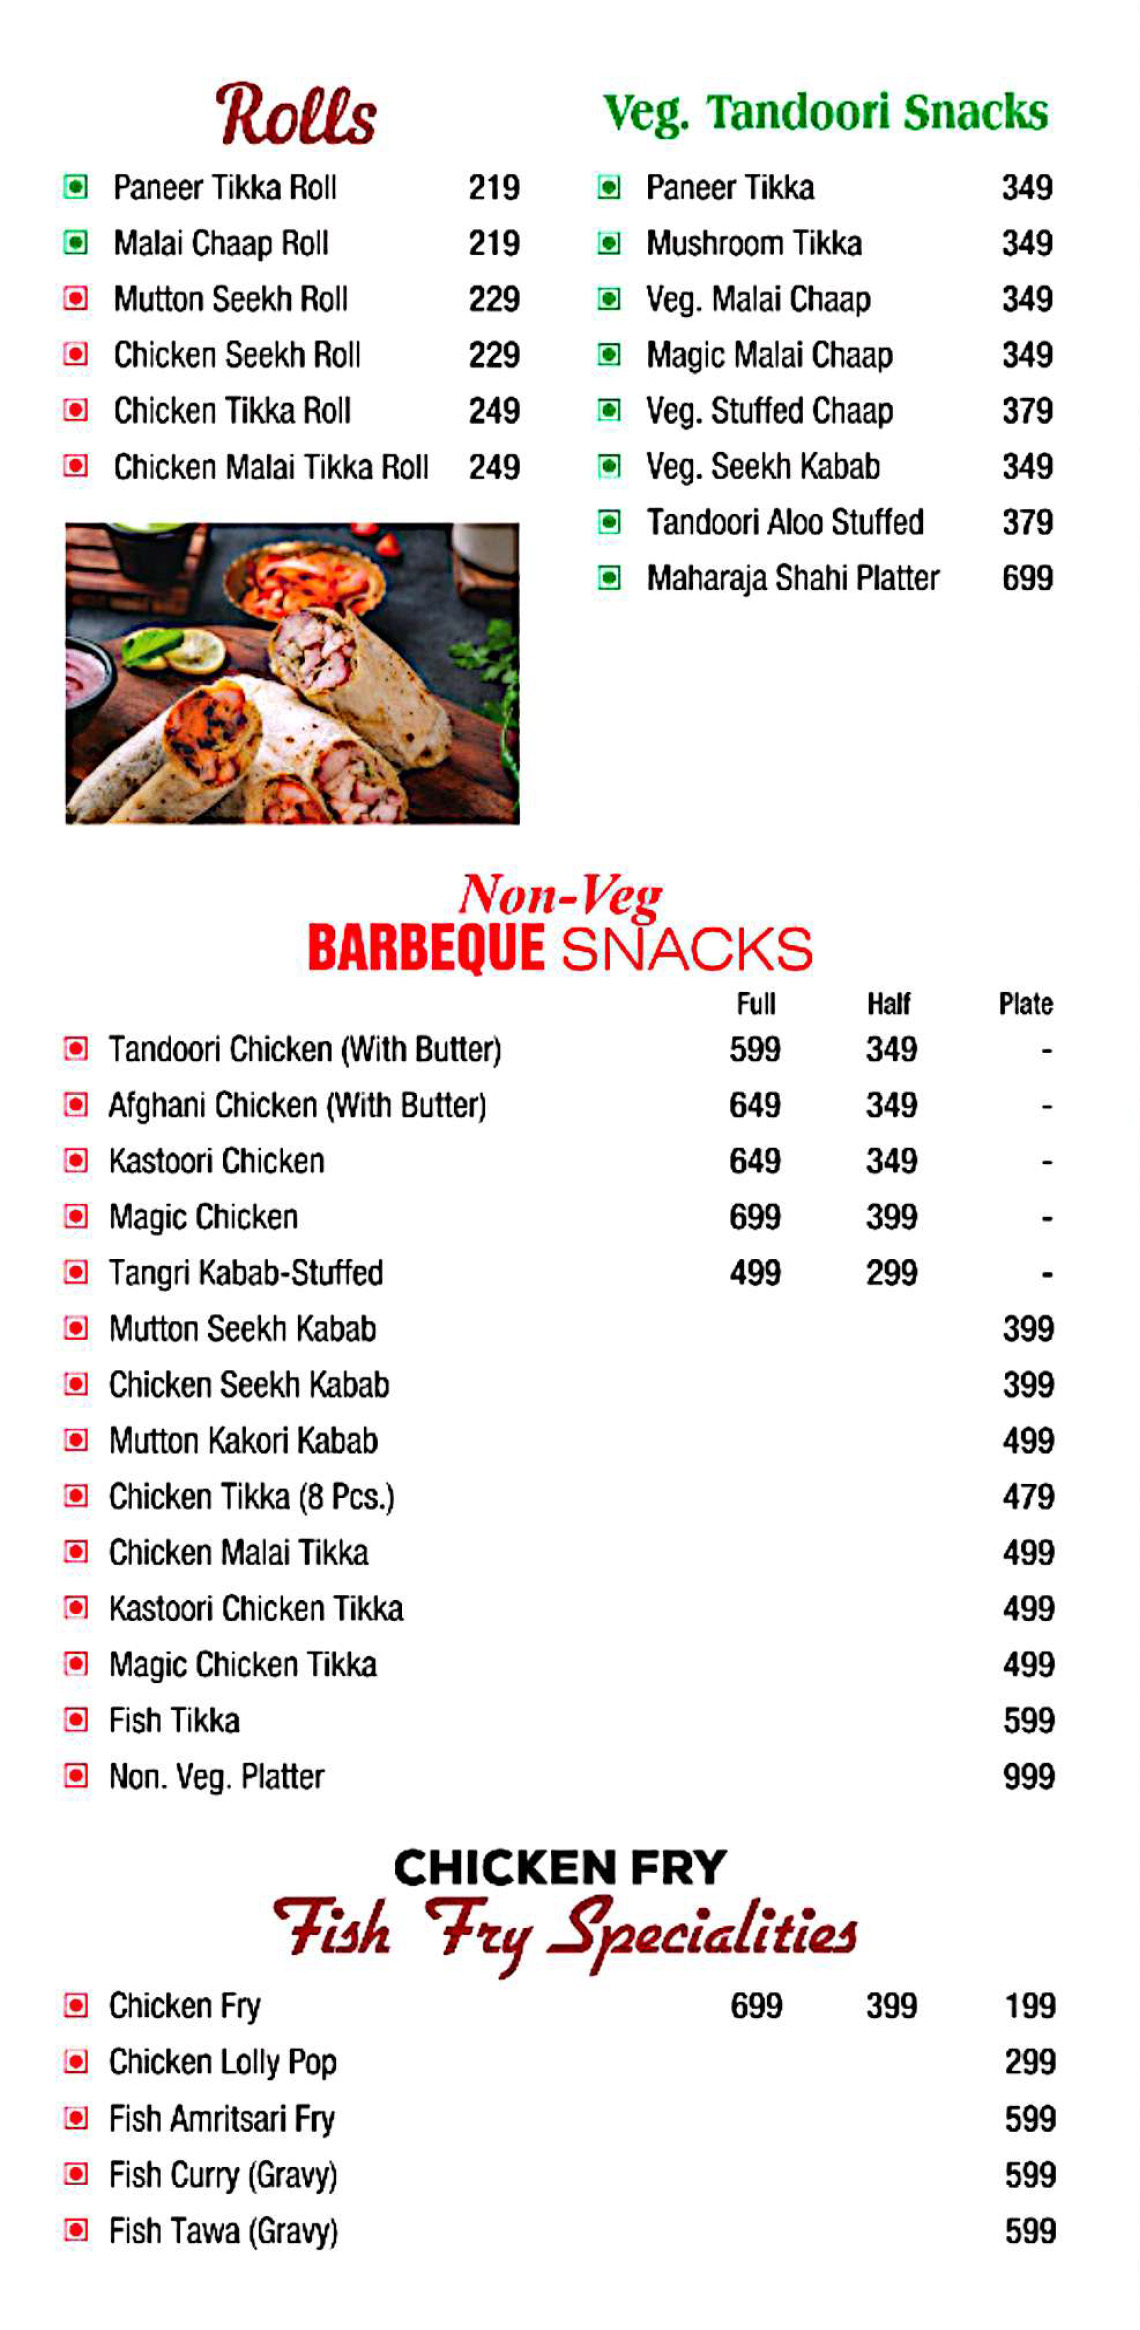 Rolls
Paneer Tikka Roll 219
Malai Chaap Roll 219
Mutton Seekh Roll 229
Chicken Seekh Roll 229
Chicken Tikka Roll 249
Chicken Malai Tikka Roll 249
Veg. Tandoori Snacks
Paneer Tikka 349
Mushroom Tikka 349
Veg. Malai Chaap 349
Magic Malai Chaap 349
Veg. Stuffed Chaap 379
Veg. Seekh Kabab 349
Tandoori Aloo Stuffed 379
Maharaja Shahi Platter 699
Non-Veg
BARBEQUE SNACKS
Full Half Plate
Tandoori Chicken (With Butter) 599 349 -
Afghani Chicken (With Butter) 649 349 -
Kastoori Chicken 649 349 -
Magic Chicken 699 399 -
Tangri Kabab-Stuffed 499 299 -
Mutton Seekh Kabab 399
Chicken Seekh Kabab 399
Mutton Kakori Kabab 499
Chicken Tikka (8 Pcs.) 479
Chicken Malai Tikka 499
Kastoori Chicken Tikka 499
Magic Chicken Tikka 499
Fish Tikka 599
Non. Veg. Platter 999
CHICKEN FRY
Fish Fry Specialities
Chicken Fry 699 399 199
Chicken Lolly Pop 299
Fish Amritsari Fry 599
Fish Curry (Gravy) 599
Fish Tawa (Gravy) 599